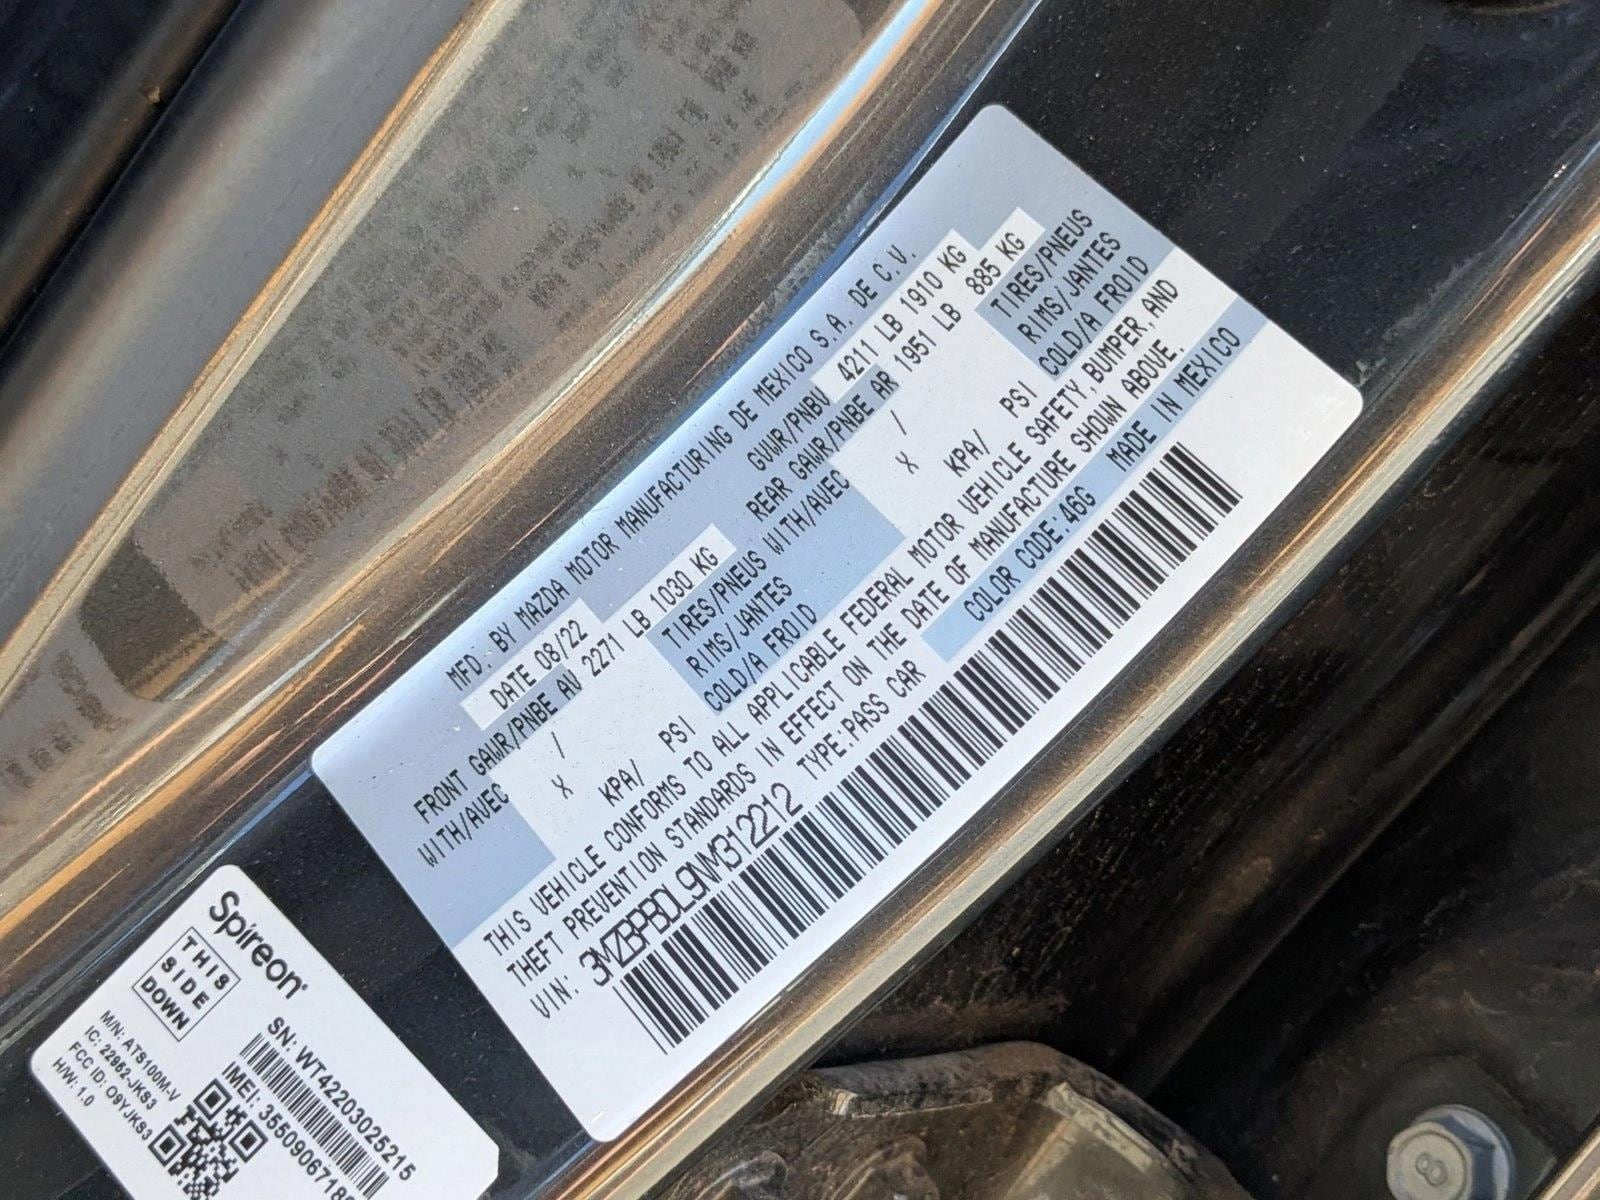 MFD. BY MAZDA MOTOR MANUFACTURING DE MEXICO S.A. DE C.V.
DATE 08/22 GVWR/PNBV 4211 LB 1910 KG
FRONT GAWR/PNBE AV 2271 LB 1030 KG REAR GAWR/PNBE AR 1951 LB 885 KG
WITH/AVEC / TIRES/PNEUS WITH/AVEC / TIRES/PNEUS
X RIMS/JANTES X RIMS/JANTES
KPA/ PSI COLD/A FROID KPA/ PSI COLD/A FROID
THIS VEHICLE CONFORMS TO ALL APPLICABLE FEDERAL MOTOR VEHICLE SAFETY, BUMPER, AND
THEFT PREVENTION STANDARDS IN EFFECT ON THE DATE OF MANUFACTURE SHOWN ABOVE.
VIN: 3MZBPBDL9NM312212 TYPE:PASS CAR COLOR CODE:46G MADE IN MEXICO
Spireon
THIS
SIDE
DOWN
M/N: ATS100M-V
IC: 22952-JKS3
FCC ID: O9YJKS3
H/W: 1.0
SN: WT42203025215
IMEI: 3550906718
8